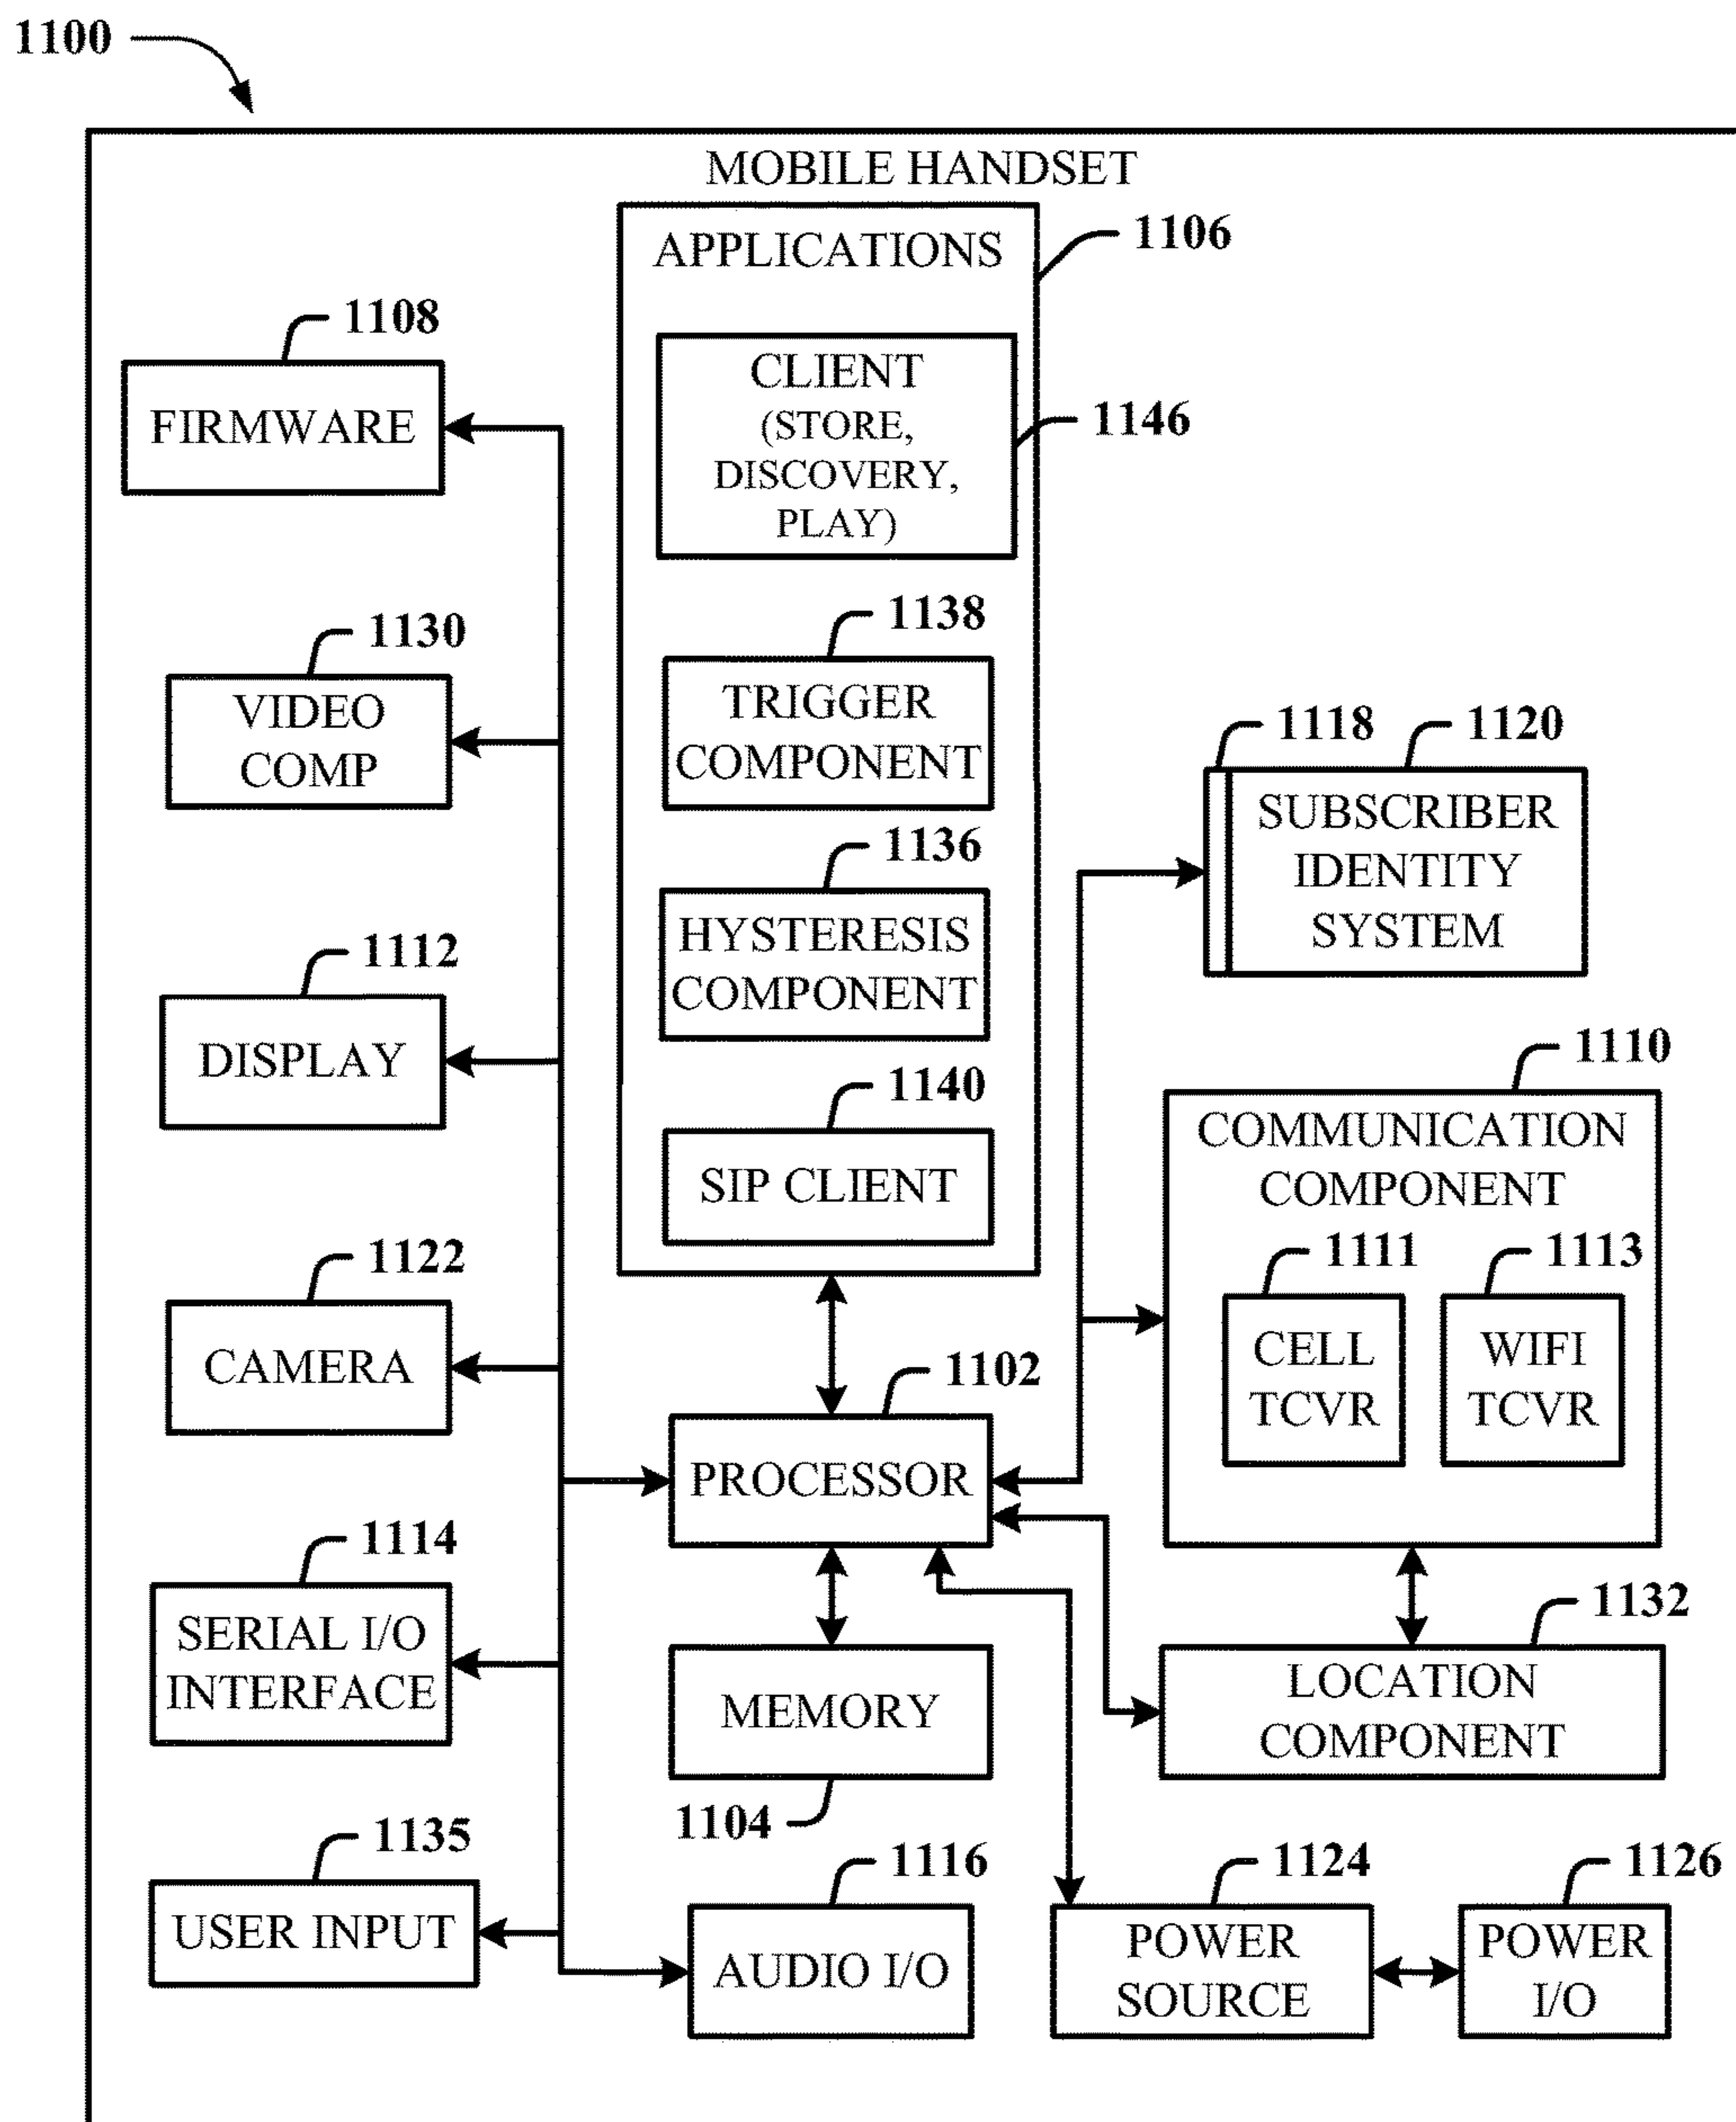 1100
MOBILE HANDSET
APPLICATIONS
1106
CLIENT
(STORE,
DISCOVERY,
PLAY)
1146
1138
TRIGGER
COMPONENT
1136
HYSTERESIS
COMPONENT
1140
SIP CLIENT
1108
FIRMWARE
1130
VIDEO
COMP
1112
DISPLAY
1122
CAMERA
1114
SERIAL I/O
INTERFACE
1135
USER INPUT
1102
PROCESSOR
MEMORY
1104
1116
AUDIO I/O
1118
1120
SUBSCRIBER
IDENTITY
SYSTEM
1110
COMMUNICATION
COMPONENT
1111
CELL
TCVR
1113
WIFI
TCVR
1132
LOCATION
COMPONENT
1124
POWER
SOURCE
1126
POWER
I/O